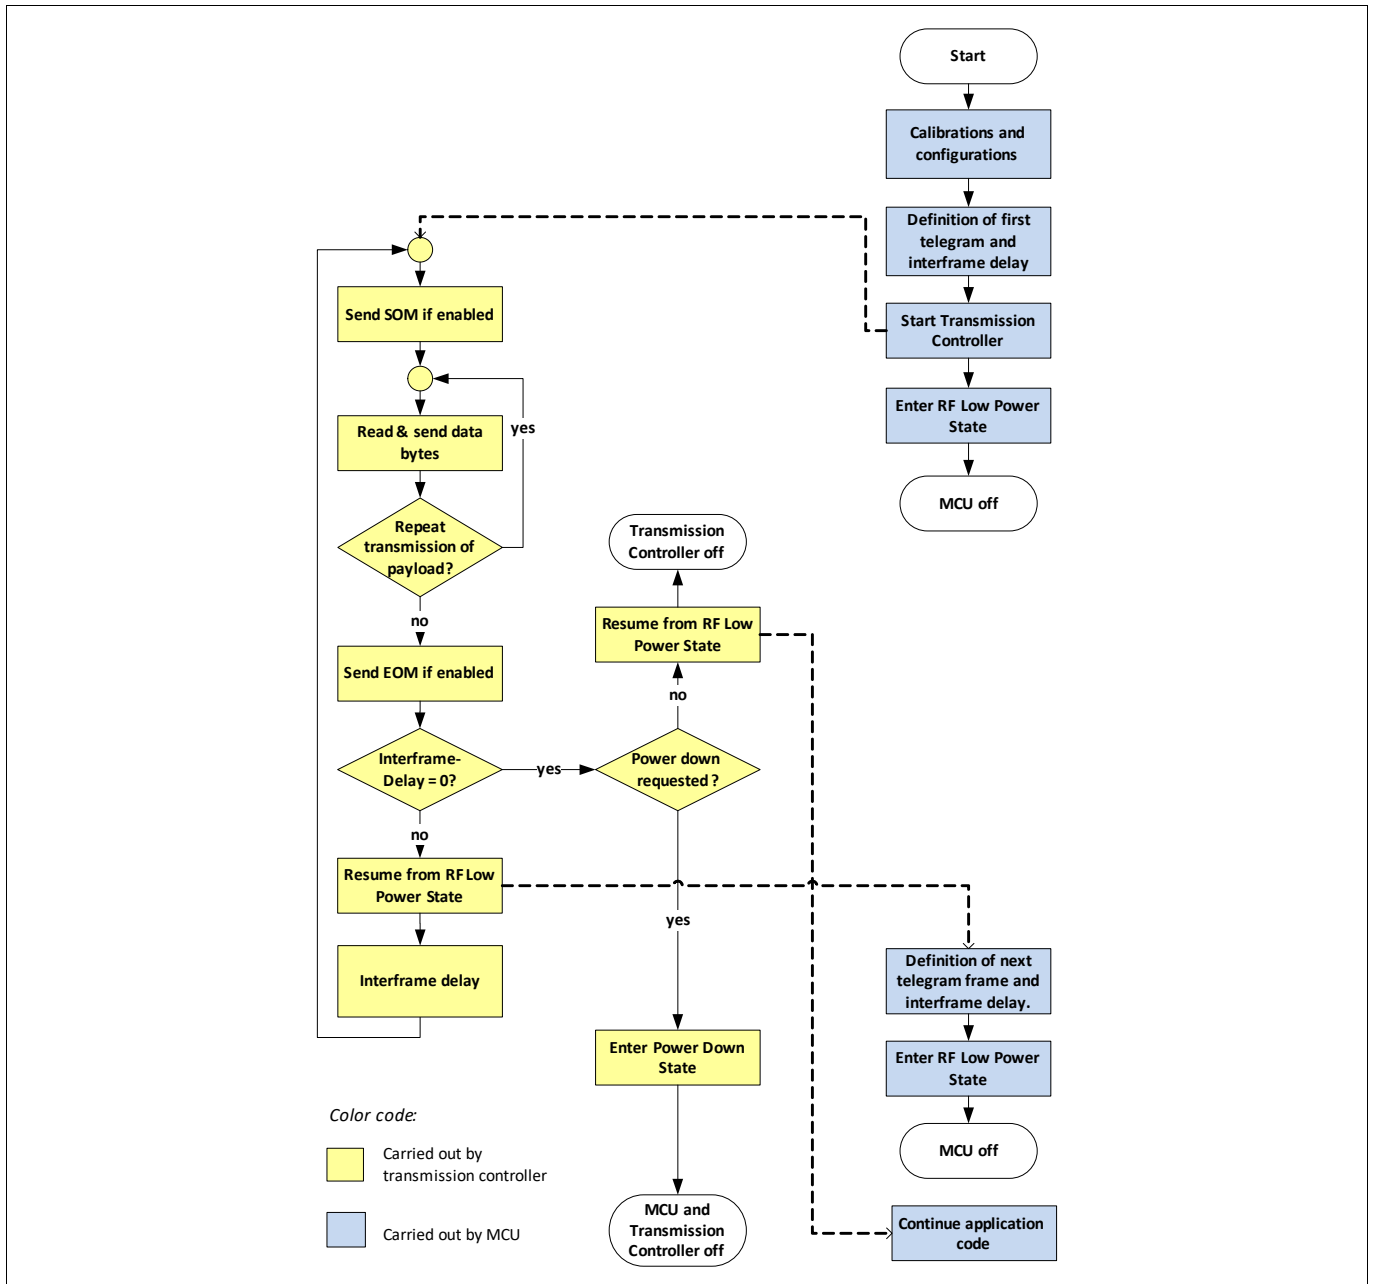 Start
Calibrations and
configurations
Definition of first
telegram and
interframe delay
Start Transmission
Controller
Enter RF Low Power
State
MCU off
Send SOM if enabled
Read & send data
bytes
yes
Repeat
transmission of
payload?
no
Send EOM if enabled
Interframe-
Delay = 0?
yes
no
Resume from RF Low
Power State
Interframe delay
Transmission
Controller off
Resume from RF Low
Power State
no
Power down
requested ?
yes
Enter Power Down
State
MCU and
Transmission
Controller off
Definition of next
telegram frame and
interframe delay.
Enter RF Low Power
State
MCU off
Continue application
code
Color code:
Carried out by
transmission controller
Carried out by MCU